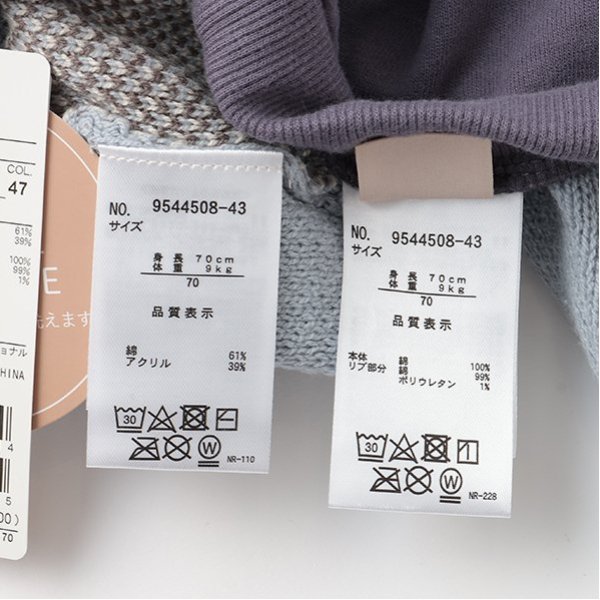 COL.
47
61%
39%
100%
99%
1%
E
えます
ョナル
HINA
4
5
00)
70
NO. 9544508-43
サイズ
身長 70cm
体重 9kg
70
品質表示
綿 61%
アクリル 39%
30
W
NR-110
NO. 9544508-43
サイズ
身長 70cm
体重 9kg
70
品質表示
本体 綿 100%
リブ部分 綿 99%
ポリウレタン 1%
30
W
NR-228